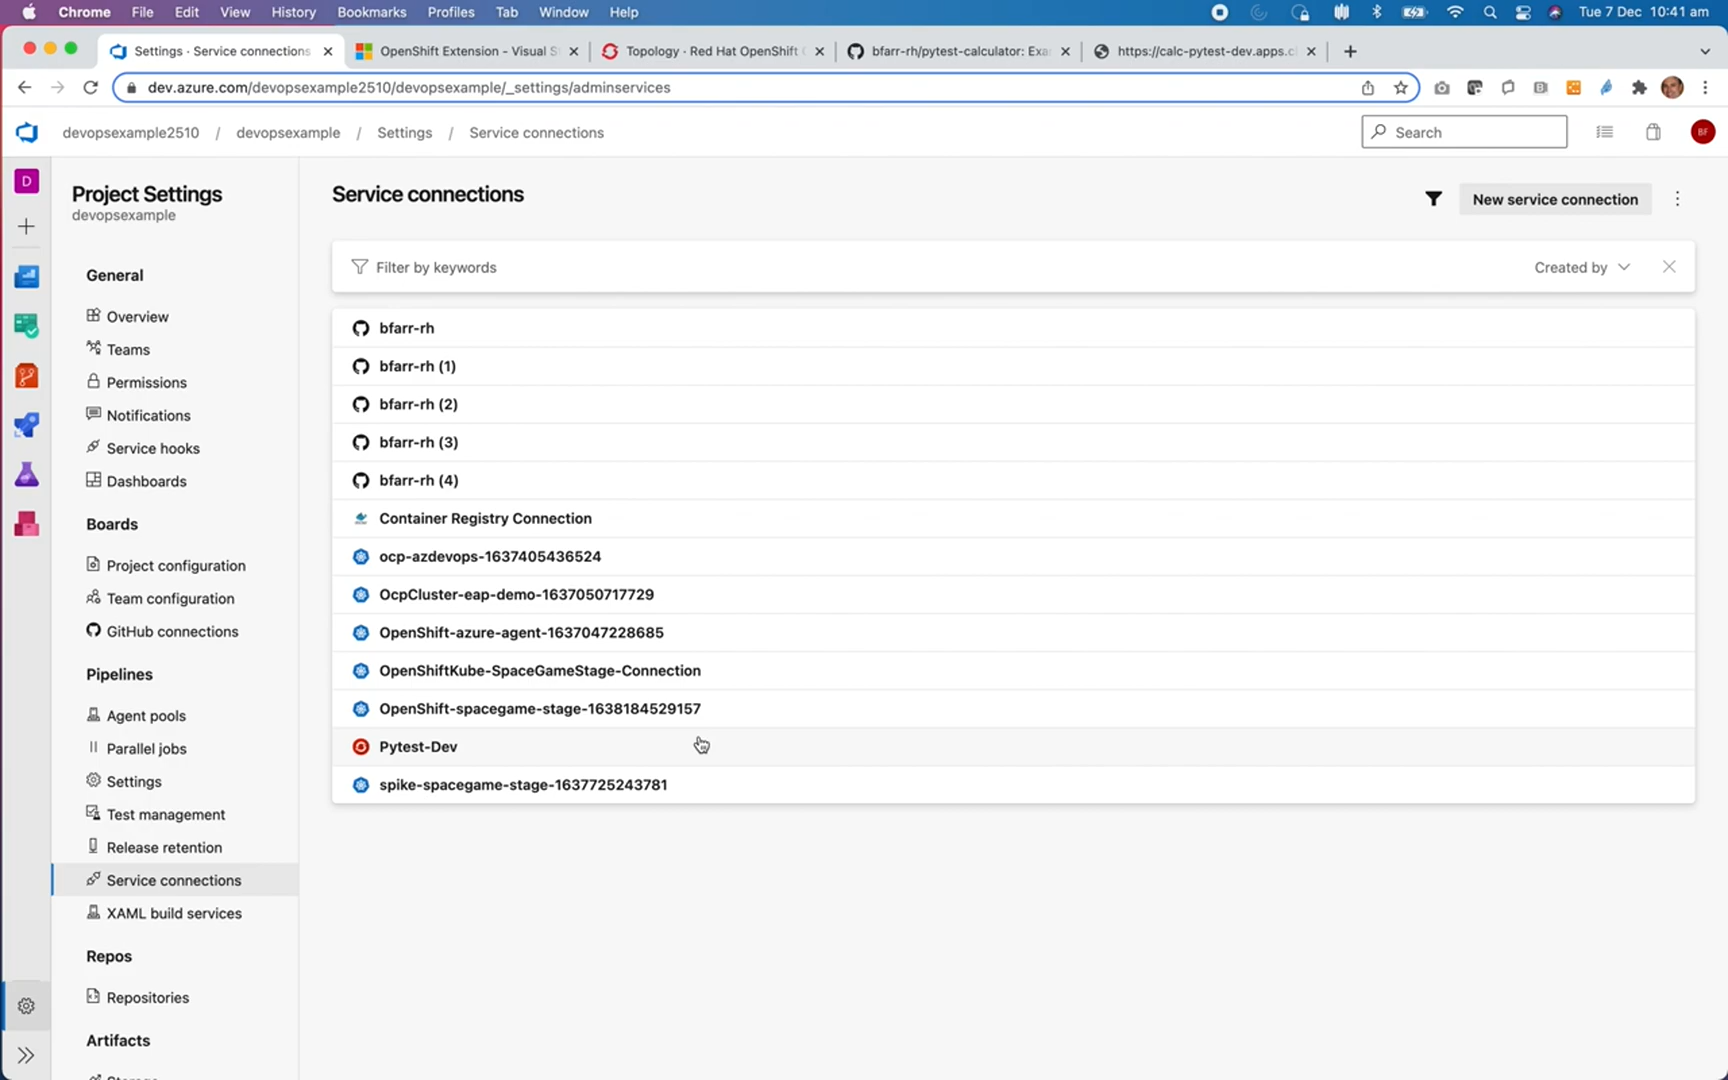 Chrome File Edit View History Bookmarks Profiles Tab Window Help Tue 7 Dec 10:41 am
Settings · Service connections OpenShift Extension - Visual S Topology · Red Hat OpenShift bfarr-rh/pytest-calculator: Exa https://calc-pytest-dev.apps.c
dev.azure.com/devopsexample2510/devopsexample/_settings/adminservices
devopsexample2510 / devopsexample / Settings / Service connections Search BF
D
Project Settings
devopsexample
General
Overview
Teams
Permissions
Notifications
Service hooks
Dashboards
Boards
Project configuration
Team configuration
GitHub connections
Pipelines
Agent pools
Parallel jobs
Settings
Test management
Release retention
Service connections
XAML build services
Repos
Repositories
Artifacts
Service connections
New service connection
Filter by keywords Created by
bfarr-rh
bfarr-rh (1)
bfarr-rh (2)
bfarr-rh (3)
bfarr-rh (4)
Container Registry Connection
ocp-azdevops-1637405436524
OcpCluster-eap-demo-1637050717729
OpenShift-azure-agent-1637047228685
OpenShiftKube-SpaceGameStage-Connection
OpenShift-spacegame-stage-1638184529157
Pytest-Dev
spike-spacegame-stage-1637725243781